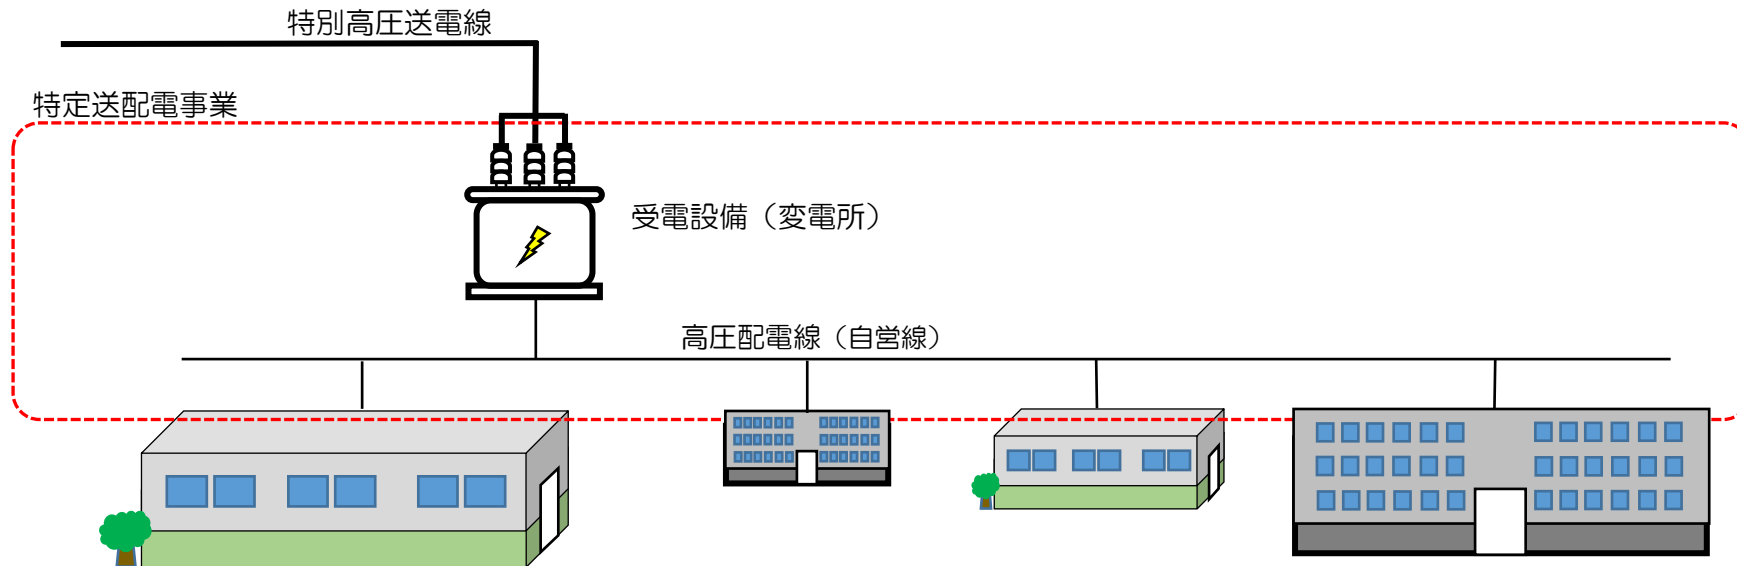 特別高圧送電線
特定送配電事業
受電設備（変電所）
高圧配電線（自営線）